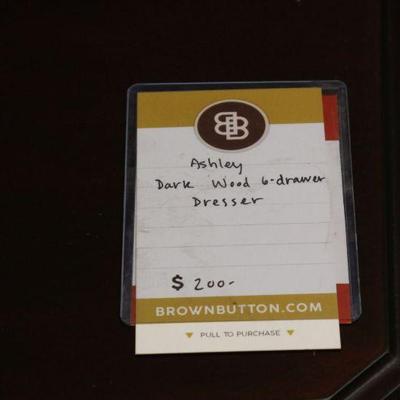 BB
Ashley
Dark Wood 6-drawer
Dresser
$ 200-
BROWNBUTTON.COM
PULL TO PURCHASE